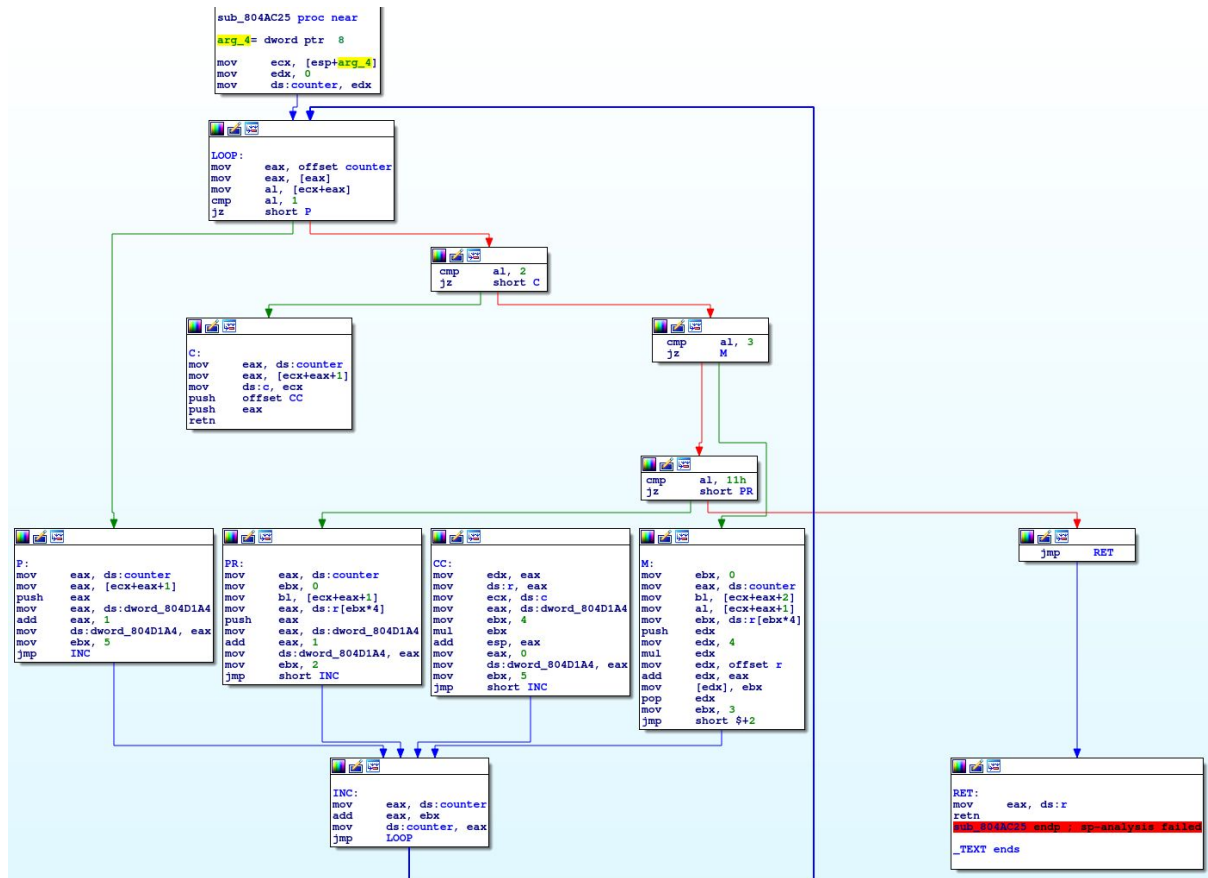 sub_804AC25 proc near
arg_4= dword ptr  8
mov     ecx, [esp+arg_4]
mov     edx, 0
mov     ds:counter, edx
LOOP:
mov     eax, offset counter
mov     eax, [eax]
mov     al, [ecx+eax]
cmp     al, 1
jz      short P
cmp     al, 2
jz      short C
C:
mov     eax, ds:counter
mov     eax, [ecx+eax+1]
mov     ds:c, ecx
push    offset CC
push    eax
retn
cmp     al, 3
jz      M
cmp     al, 11h
jz      short PR
P:
mov     eax, ds:counter
mov     eax, [ecx+eax+1]
push    eax
mov     eax, ds:dword_804D1A4
add     eax, 1
mov     ds:dword_804D1A4, eax
mov     ebx, 5
jmp     INC
PR:
mov     eax, ds:counter
mov     ebx, 0
mov     bl, [ecx+eax+1]
mov     eax, ds:r[ebx*4]
push    eax
mov     eax, ds:dword_804D1A4
add     eax, 1
mov     ds:dword_804D1A4, eax
mov     ebx, 2
jmp     short INC
CC:
mov     edx, eax
mov     ds:r, eax
mov     ecx, ds:c
mov     eax, ds:dword_804D1A4
mov     ebx, 4
mul     ebx
add     esp, eax
mov     eax, 0
mov     ds:dword_804D1A4, eax
mov     ebx, 5
jmp     short INC
M:
mov     ebx, 0
mov     eax, ds:counter
mov     bl, [ecx+eax+2]
mov     al, [ecx+eax+1]
mov     ebx, ds:r[ebx*4]
push    edx
mov     edx, 4
mul     edx
mov     edx, offset r
add     edx, eax
mov     [edx], ebx
pop     edx
mov     ebx, 3
jmp     short $+2
jmp     RET
INC:
mov     eax, ds:counter
add     eax, ebx
mov     ds:counter, eax
jmp     LOOP
RET:
mov     eax, ds:r
retn
sub_804AC25 endp ; sp-analysis failed
_TEXT ends